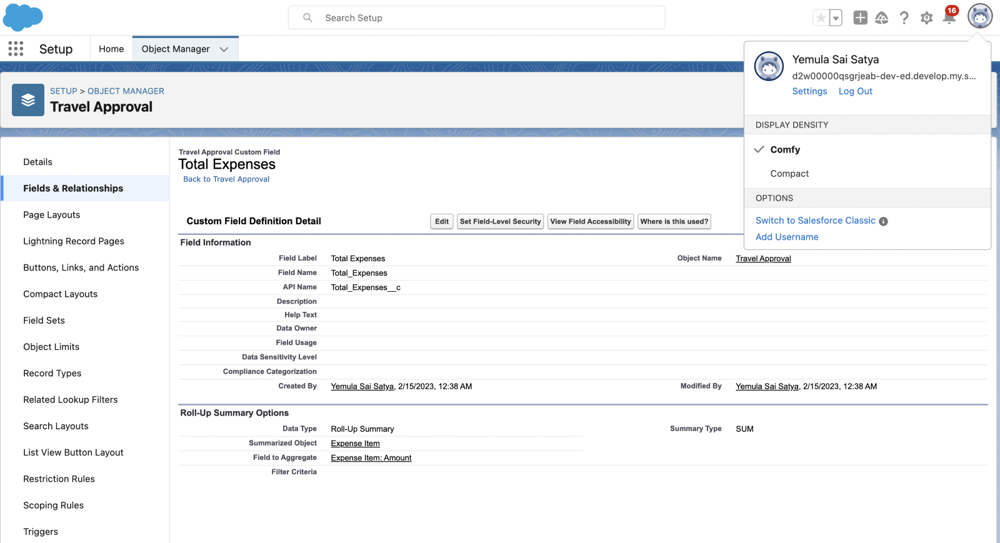 Search Setup
16
Setup
Home
Object Manager
Yemula Sai Satya
d2w00000qsgrjeab-dev-ed.develop.my.s...
Settings Log Out
DISPLAY DENSITY
Comfy
Compact
OPTIONS
Switch to Salesforce Classic
Add Username
SETUP > OBJECT MANAGER
Travel Approval
Details
Fields & Relationships
Page Layouts
Lightning Record Pages
Buttons, Links, and Actions
Compact Layouts
Field Sets
Object Limits
Record Types
Related Lookup Filters
Search Layouts
List View Button Layout
Restriction Rules
Scoping Rules
Triggers
Travel Approval Custom Field
Total Expenses
Back to Travel Approval
Custom Field Definition Detail
Edit Set Field-Level Security View Field Accessibility Where is this used?
Field Information
Field Label Total Expenses Object Name Travel Approval
Field Name Total_Expenses
API Name Total_Expenses__c
Description
Help Text
Data Owner
Field Usage
Data Sensitivity Level
Compliance Categorization
Created By Yemula Sai Satya, 2/15/2023, 12:38 AM Modified By Yemula Sai Satya, 2/15/2023, 12:38 AM
Roll-Up Summary Options
Data Type Roll-Up Summary Summary Type SUM
Summarized Object Expense Item
Field to Aggregate Expense Item: Amount
Filter Criteria